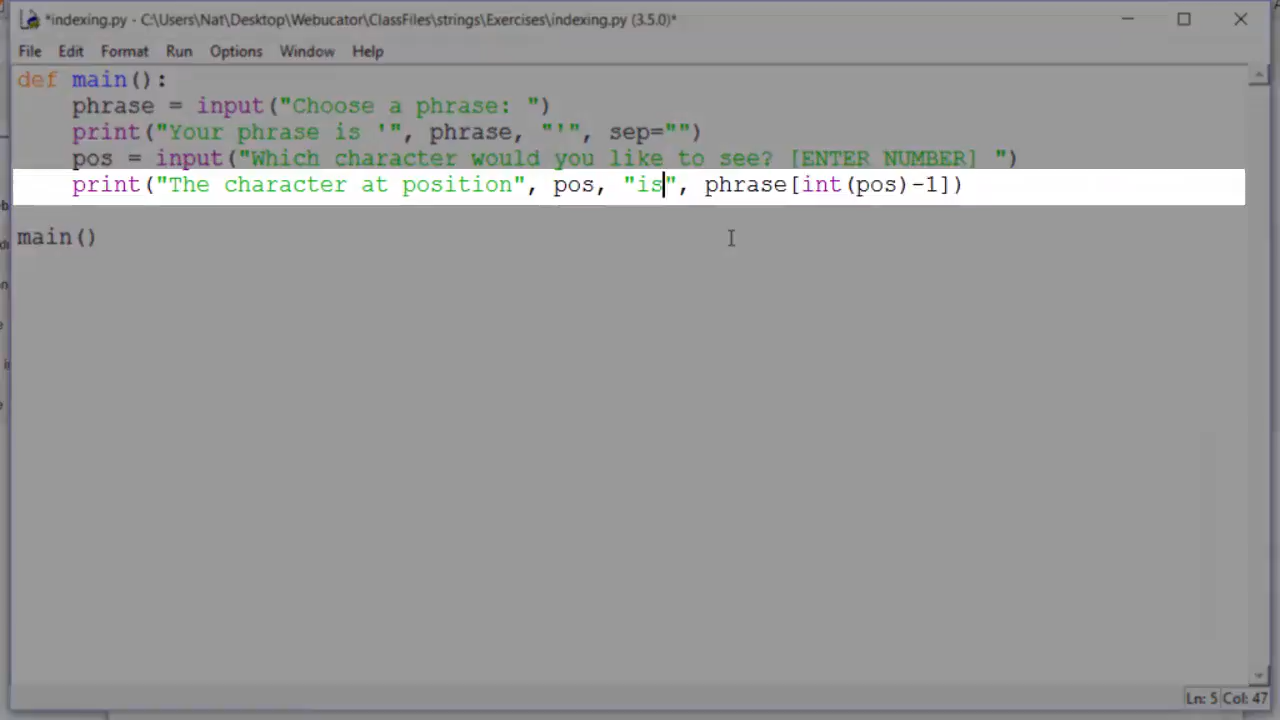 *indexing.py - C:\Users\Nat\Desktop\Webucator\ClassFiles\strings\Exercises\indexing.py (3.5.0)*
File Edit Format Run Options Window Help
def main():
    phrase = input("Choose a phrase: ")
    print("Your phrase is '", phrase, "'", sep="")
    pos = input("Which character would you like to see? [ENTER NUMBER] ")
    print("The character at position", pos, "is", phrase[int(pos)-1])
main()
Ln: 5 Col: 47